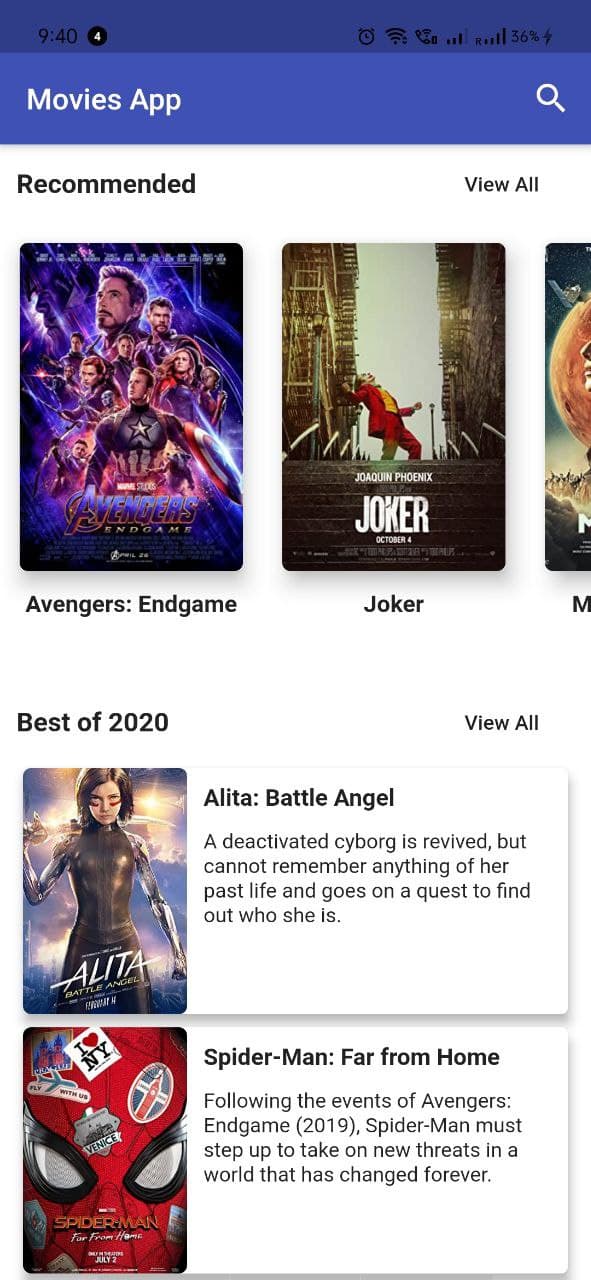 9:40 4 R 36%
Movies App
Recommended
View All
MARVEL STUDIOS
AVENGERS
ENDGAME
APRIL 26
JOAQUIN PHOENIX
JOKER
OCTOBER 4
M
Avengers: Endgame
Joker
M
Best of 2020
View All
ALITA
BATTLE ANGEL
FEBRUARY 14
Alita: Battle Angel
A deactivated cyborg is revived, but
cannot remember anything of her
past life and goes on a quest to find
out who she is.
I NY
FLY WITH US
VENICE
SPIDER-MAN
Far From Home
ONLY IN THEATERS
JULY 2
Spider-Man: Far from Home
Following the events of Avengers:
Endgame (2019), Spider-Man must
step up to take on new threats in a
world that has changed forever.